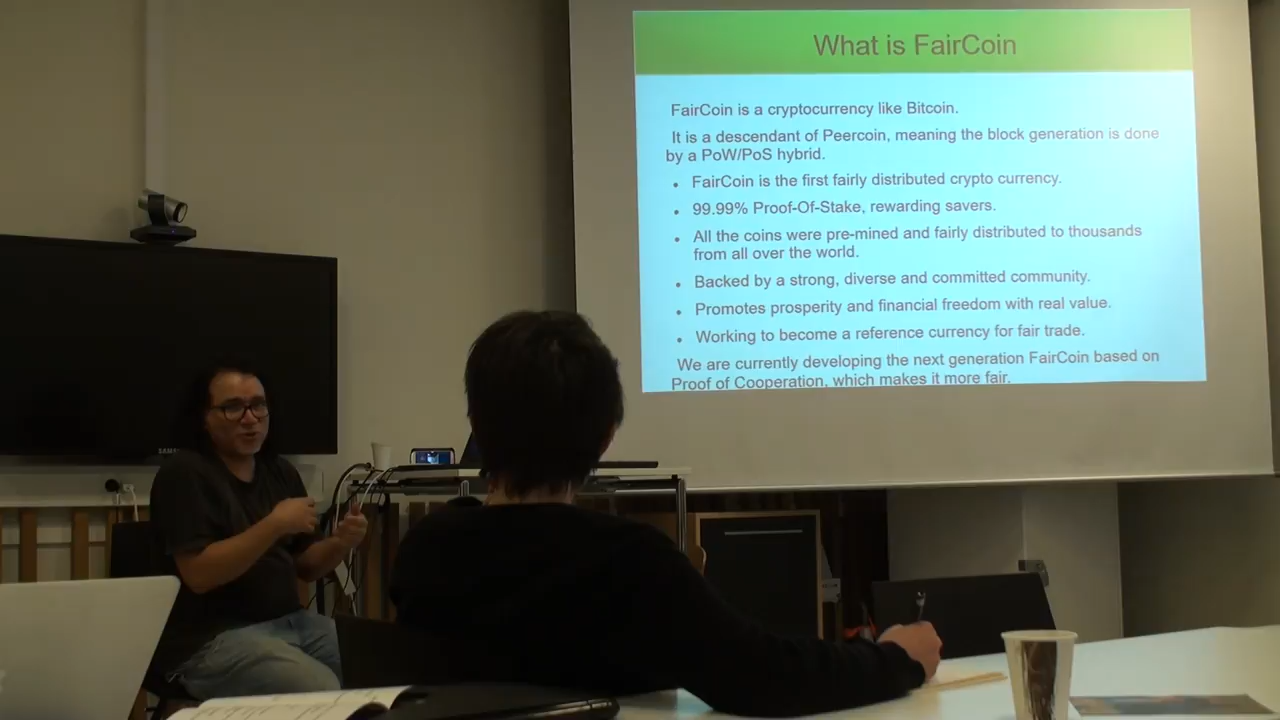 What is FairCoin
FairCoin is a cryptocurrency like Bitcoin.
It is a descendant of Peercoin, meaning the block generation is done
by a PoW/PoS hybrid.
• FairCoin is the first fairly distributed crypto currency.
• 99.99% Proof-Of-Stake, rewarding savers.
• All the coins were pre-mined and fairly distributed to thousands
from all over the world.
• Backed by a strong, diverse and committed community.
• Promotes prosperity and financial freedom with real value.
• Working to become a reference currency for fair trade.
We are currently developing the next generation FairCoin based on
Proof of Cooperation, which makes it more fair.